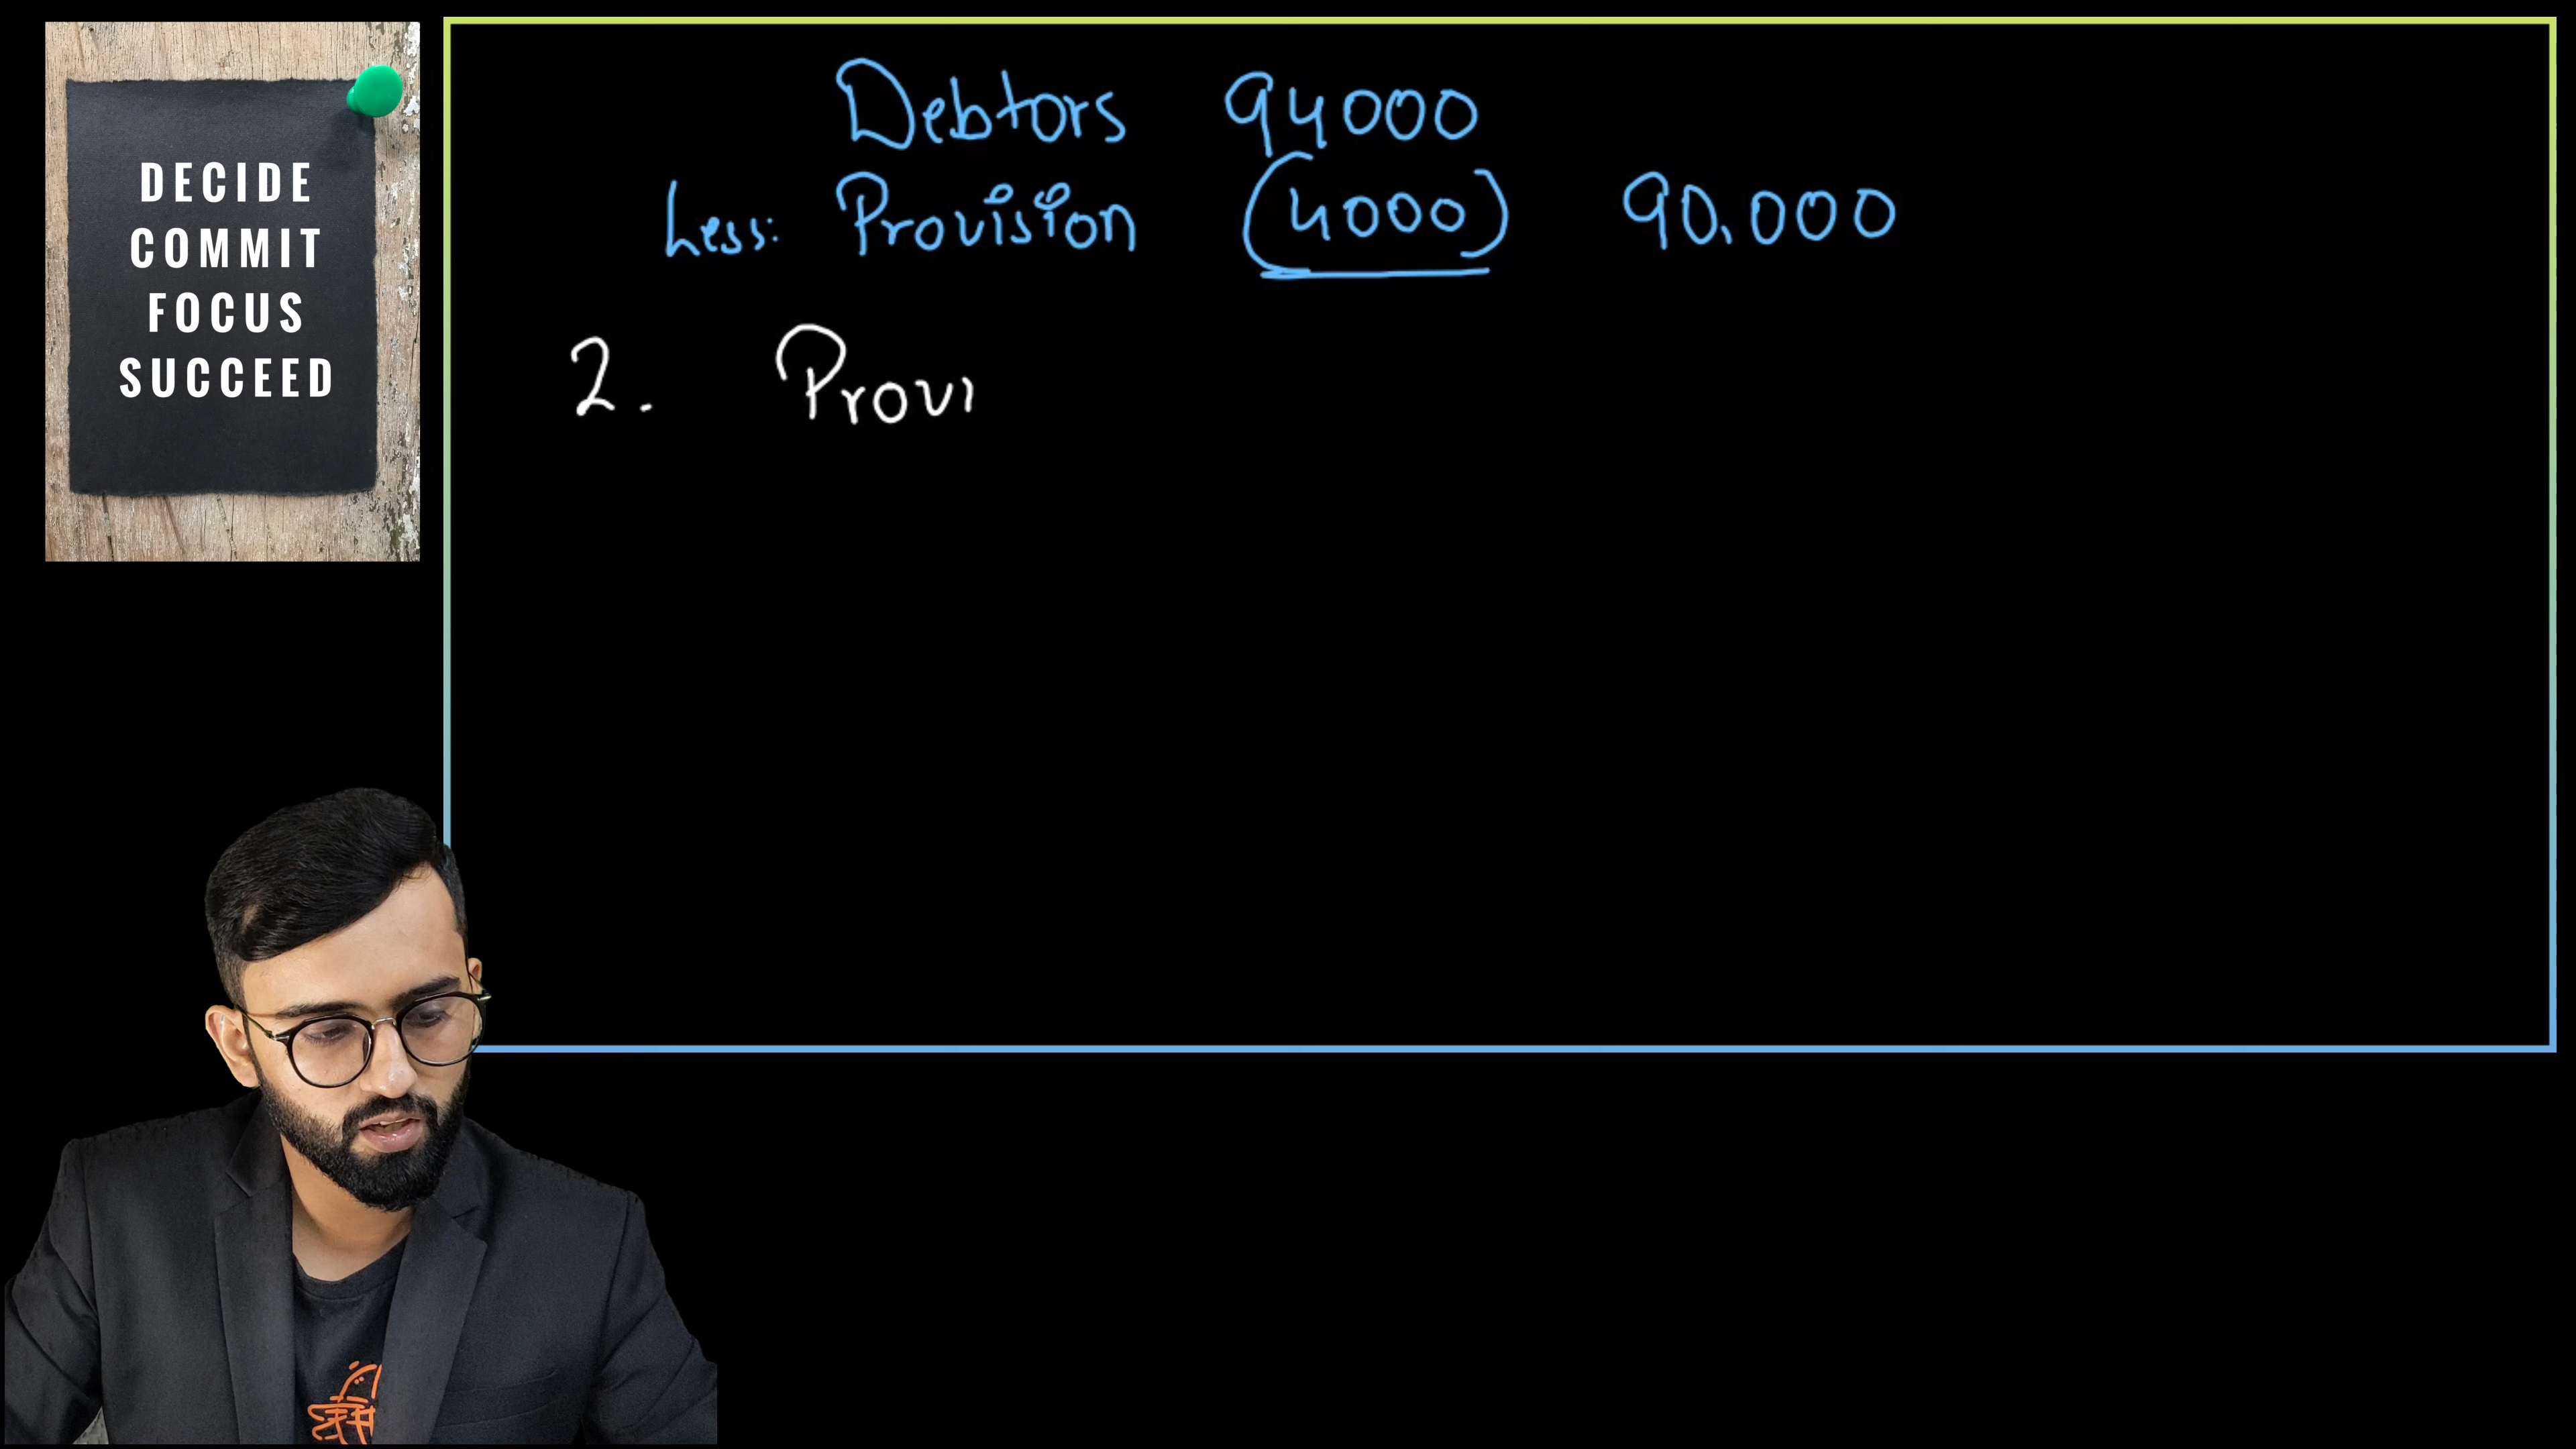 DECIDE
COMMIT
FOCUS
SUCCEED
Debtors 94000
Less: Provision (4000) 90,000
2. Provi